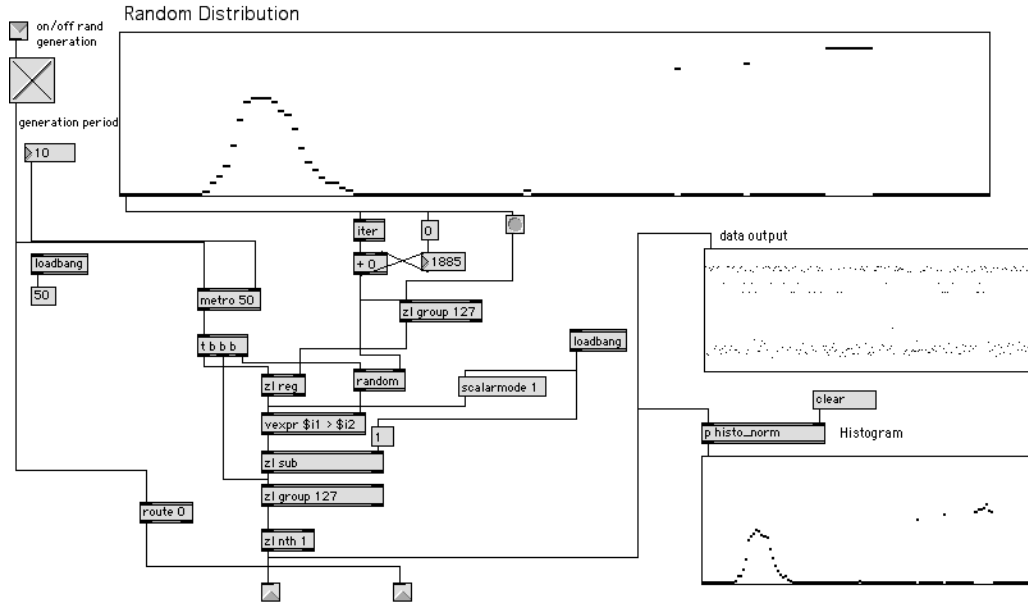 Random Distribution
on/off rand
generation
generation period
10
iter
0
data output
+ 0
1885
loadbang
50
metro 50
zl group 127
t b b b
loadbang
zl reg
random
scalarmode 1
clear
vexpr $i1 > $i2
1
p histo_norm
Histogram
zl sub
zl group 127
route 0
zl nth 1